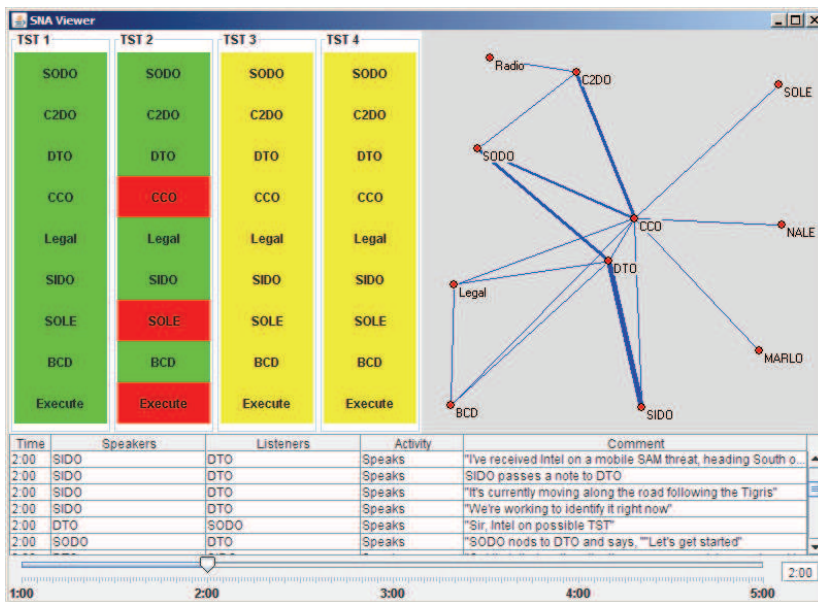 SNA Viewer
TST 1 TST 2 TST 3 TST 4
SODO SODO SODO SODO
C2DO C2DO C2DO C2DO
DTO DTO DTO DTO
CCO CCO CCO CCO
Legal Legal Legal Legal
SIDO SIDO SIDO SIDO
SOLE SOLE SOLE SOLE
BCD BCD BCD BCD
Execute Execute Execute Execute
Radio
C2DO
SOLE
SODO
CCO
NALE
DTO
Legal
MARLO
BCD
SIDO
Time Speakers Listeners Activity Comment
2:00 SIDO DTO Speaks "I've received Intel on a mobile SAM threat, heading South o...
2:00 SIDO DTO Speaks SIDO passes a note to DTO
2:00 SIDO DTO Speaks "It's currently moving along the road following the Tigris"
2:00 SIDO DTO Speaks "We're working to identify it right now"
2:00 DTO SODO Speaks "Sir, Intel on possible TST"
2:00 SODO DTO Speaks "SODO nods to DTO and says, ""Let's get started"
2:00
1:00 2:00 3:00 4:00 5:00